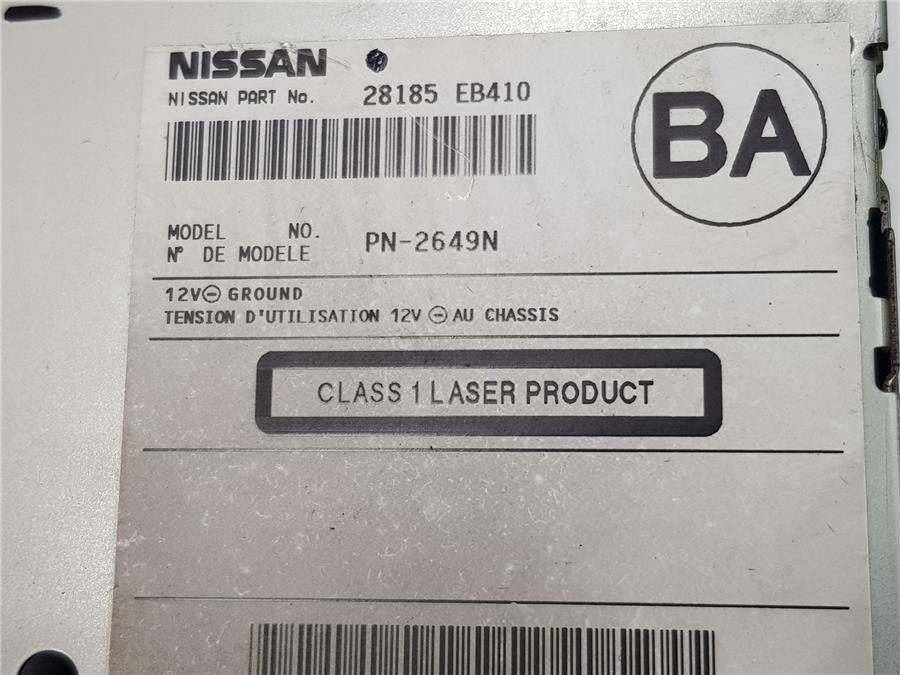 NISSAN
NISSAN PART No. 28185 EB410
BA
MODEL NO. PN-2649N
N° DE MODELE
12V⊖ GROUND
TENSION D'UTILISATION 12V ⊖ AU CHASSIS
CLASS 1 LASER PRODUCT